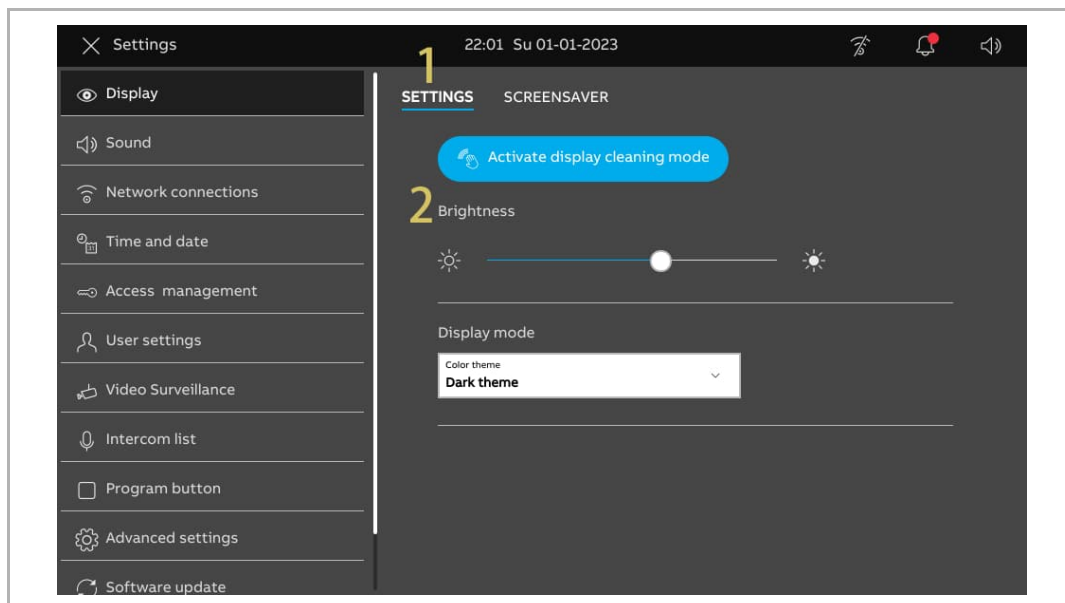 Settings
22:01 Su 01-01-2023
1
Display
SETTINGS SCREENSAVER
Sound
Activate display cleaning mode
Network connections
2
Brightness
Time and date
Access management
User settings
Display mode
Color theme
Dark theme
Video Surveillance
Intercom list
Program button
Advanced settings
Software update